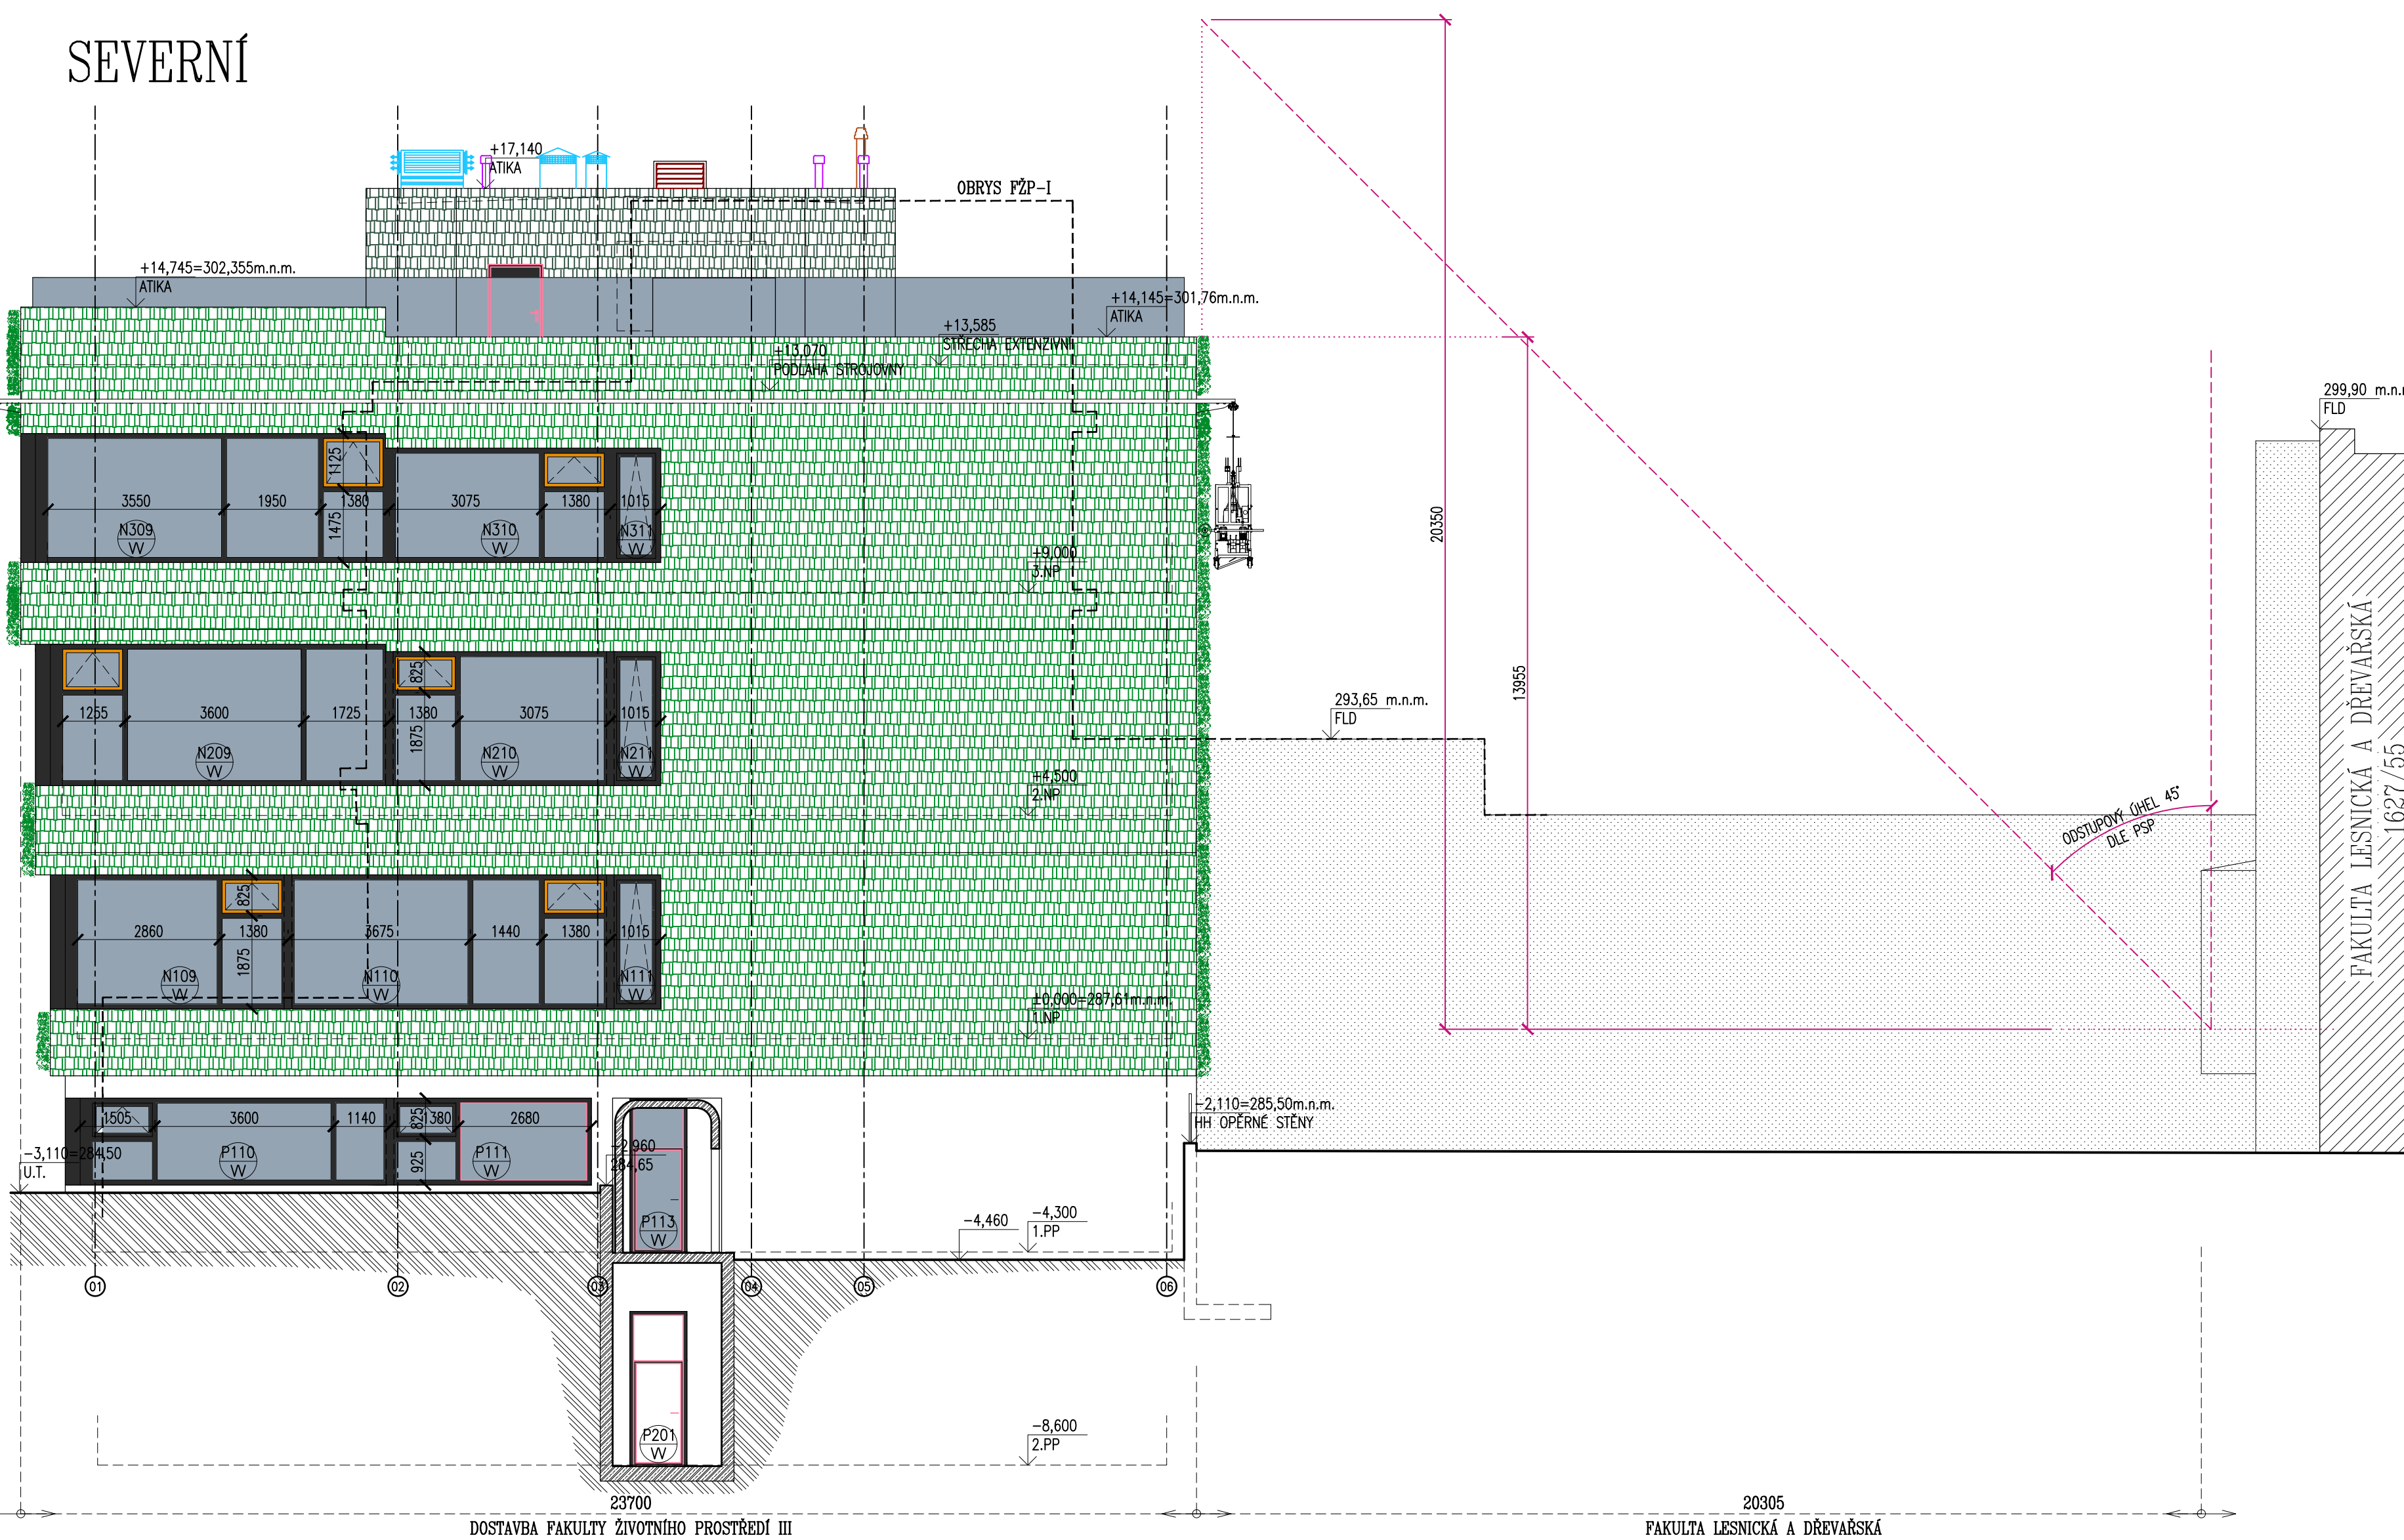 SEVERNÍ
+17,140
ATIKA
OBRYS FŽP-I
+14,745=302,355m.n.m.
ATIKA
+14,145=301,76m.n.m.
ATIKA
+13,585
STŘECHA EXTENZIVNÍ
+13,070
PODLAHA STROJOVNY
299,90 m.n.m.
FLD
1125
3550
1950
1380
3075
1380
1015
1475
N309
W
N310
W
N311
W
20350
+9,000
3.NP
13955
825
1255
3600
1725
1380
3075
1015
1875
N209
W
N210
W
N211
W
293,65 m.n.m.
FLD
+4,500
2.NP
ODSTUPOVÝ ÚHEL 45°
DLE PSP
FAKULTA LESNICKÁ A DŘEVAŘSKÁ
1627/55
825
2860
1380
3675
1440
1380
1015
1875
N109
W
N110
W
N111
W
±0,000=287,61m.n.m.
1.NP
1505
3600
1140
825
1380
2680
925
P110
W
P111
W
-2,110=285,50m.n.m.
HH OPĚRNÉ STĚNY
-3,110=284,50
U.T.
-2,960
284,65
P113
W
-4,460
-4,300
1.PP
01
02
03
04
05
06
P201
W
-8,600
2.PP
23700
DOSTAVBA FAKULTY ŽIVOTNÍHO PROSTŘEDÍ III
20305
FAKULTA LESNICKÁ A DŘEVAŘSKÁ